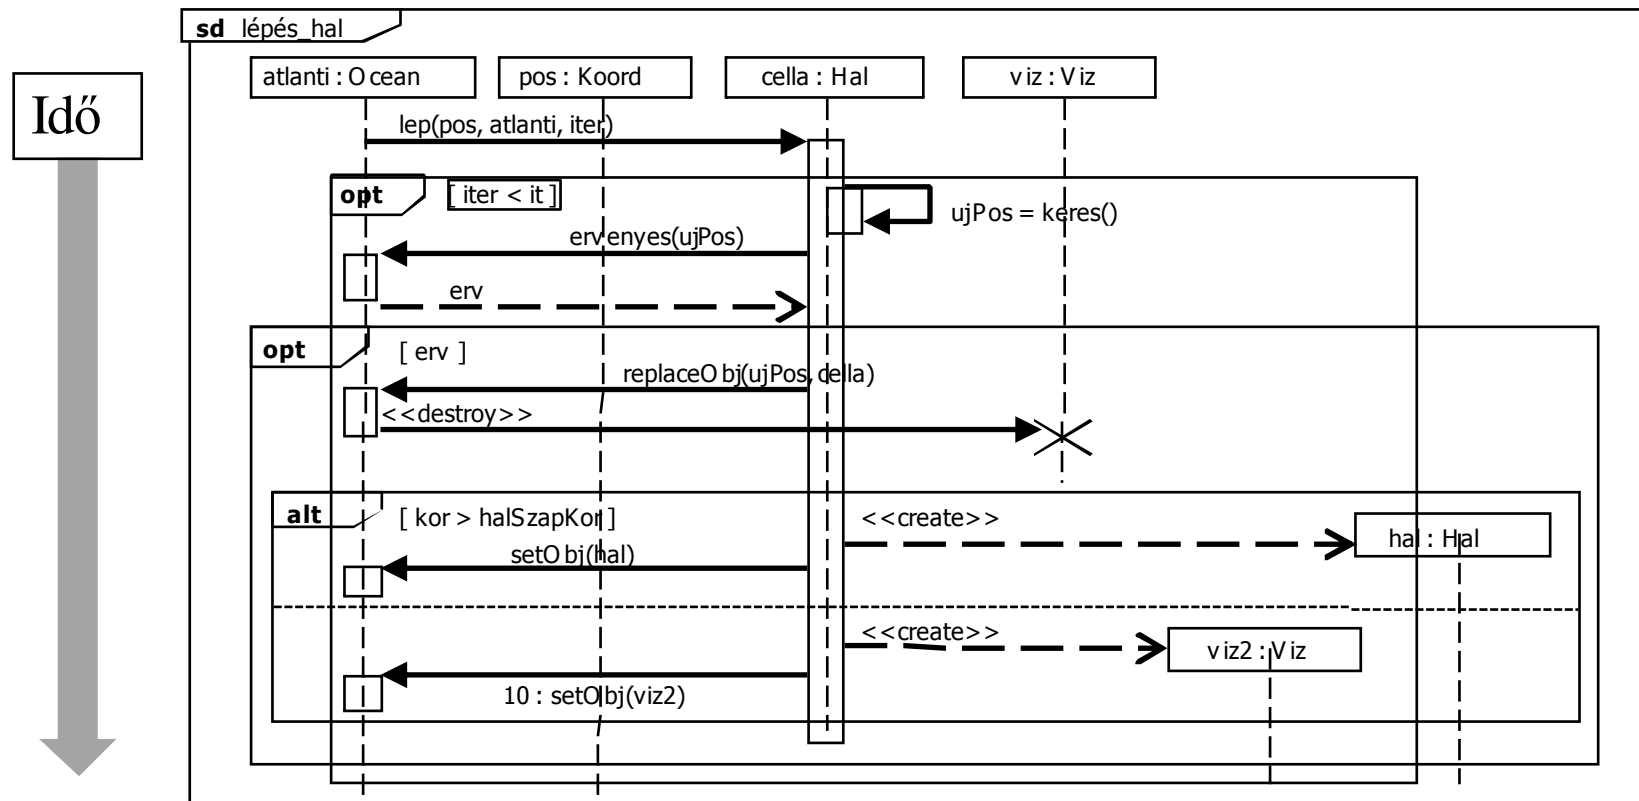 sd lépés_hal
atlanti : Ocean
pos : Koord
cella : Hal
viz : Viz
Idő
lep(pos, atlanti, iter)
opt [ iter < it ]
ujPos = keres()
ervenyes(ujPos)
erv
opt [ erv ]
replaceObj(ujPos, cella)
<<destroy>>
alt [ kor > halSzapKor ]
<<create>>
hal : Hal
setObj(hal)
<<create>>
viz2 : Viz
10 : setObj(viz2)